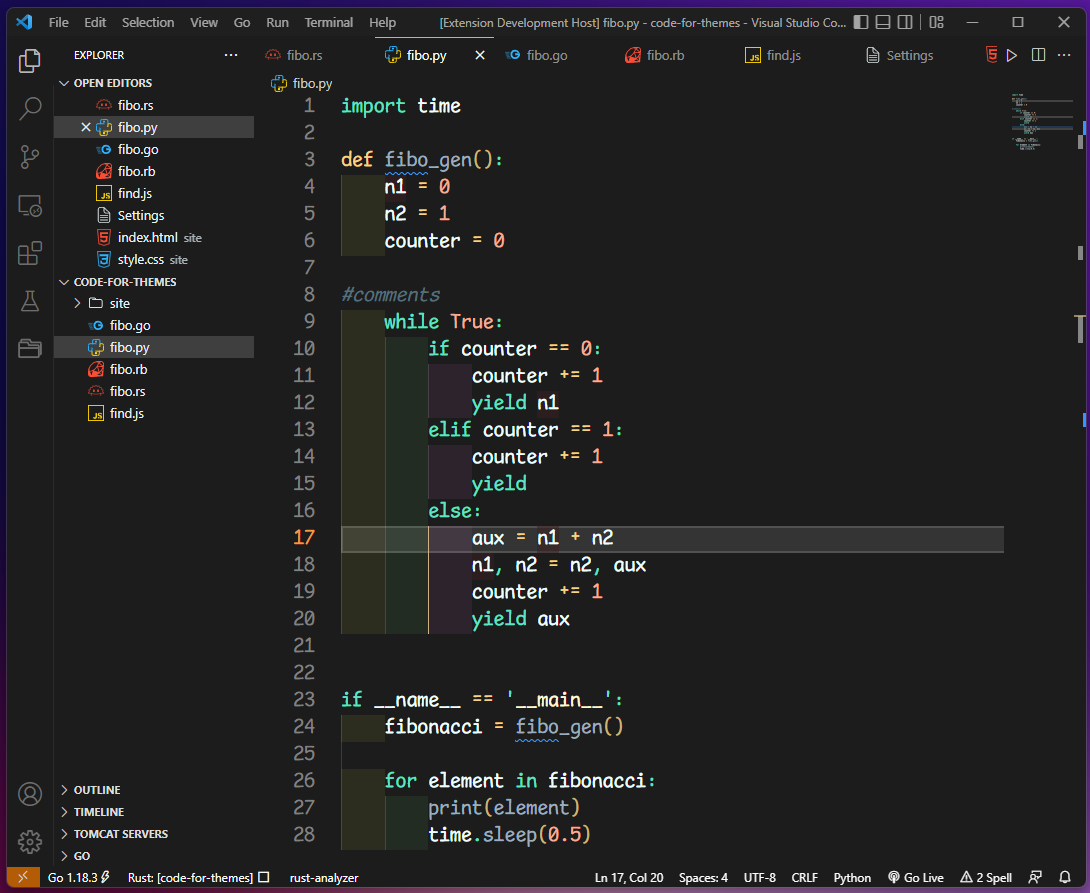 File Edit Selection View Go Run Terminal Help [Extension Development Host] fibo.py - code-for-themes - Visual Studio Co...
EXPLORER
fibo.rs fibo.py fibo.go fibo.rb find.js Settings
OPEN EDITORS
fibo.rs
fibo.py
fibo.go
fibo.rb
find.js
Settings
index.html site
style.css site
CODE-FOR-THEMES
site
fibo.go
fibo.py
fibo.rb
fibo.rs
find.js
OUTLINE
TIMELINE
TOMCAT SERVERS
GO
fibo.py
1 import time
2
3 def fibo_gen():
4 n1 = 0
5 n2 = 1
6 counter = 0
7
8 #comments
9 while True:
10 if counter == 0:
11 counter += 1
12 yield n1
13 elif counter == 1:
14 counter += 1
15 yield
16 else:
17 aux = n1 + n2
18 n1, n2 = n2, aux
19 counter += 1
20 yield aux
21
22
23 if __name__ == '__main__':
24 fibonacci = fibo_gen()
25
26 for element in fibonacci:
27 print(element)
28 time.sleep(0.5)
Go 1.18.3 Rust: [code-for-themes] rust-analyzer Ln 17, Col 20 Spaces: 4 UTF-8 CRLF Python Go Live 2 Spell